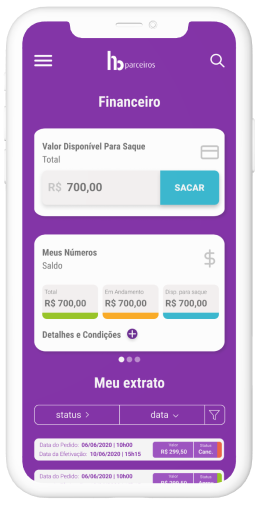 hb parceiros
Financeiro
Valor Disponível Para Saque
Total
R$ 700,00
SACAR
Meus Números
Saldo
Total
Em Andamento
Disp. para saque
R$ 700,00
R$ 700,00
R$ 700,00
Detalhes e Condições
Meu extrato
status >
data
Data do Pedido: 06/06/2020 | 10h00
Valor
Status
Data da Efetivação: 10/06/2020 | 15h15
R$ 299,50
Canc.
Data do Pedido: 06/06/2020 | 10h00
Valor
Status